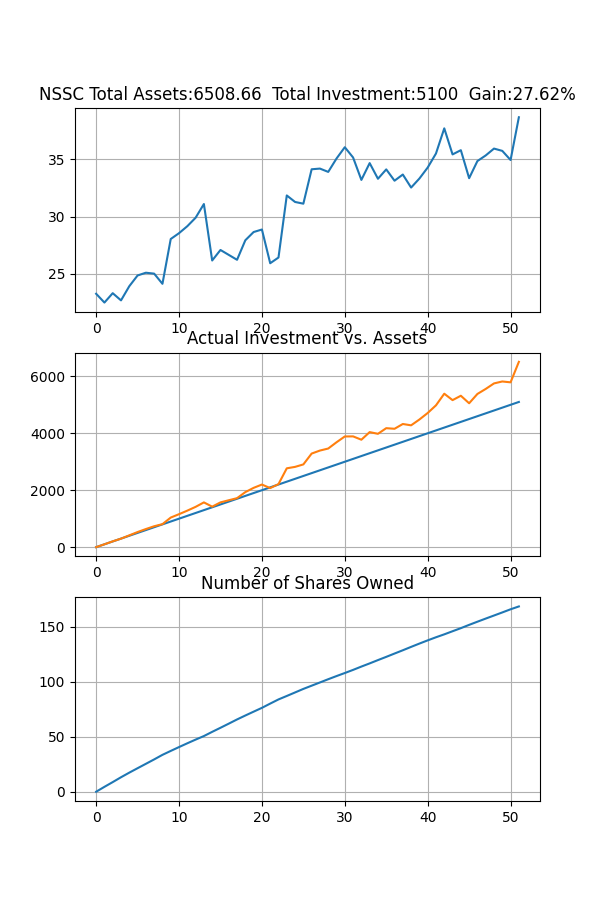 NSSC Total Assets:6508.66  Total Investment:5100  Gain:27.62%
35
30
25
0 10 20 30 40 50
Actual Investment vs. Assets
6000
4000
2000
0
0 10 20 30 40 50
Number of Shares Owned
150
100
50
0
0 10 20 30 40 50